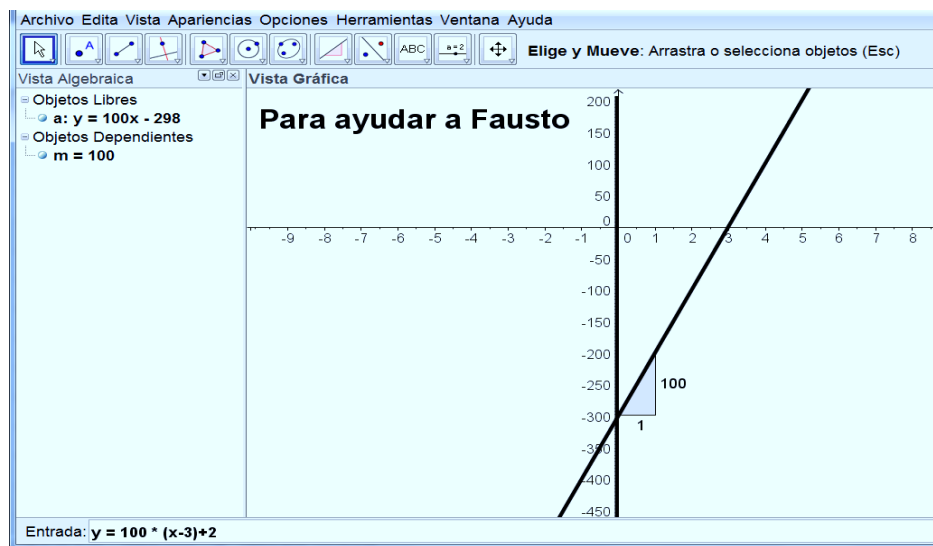 Archivo Edita Vista Apariencias Opciones Herramientas Ventana Ayuda
A
ABC
a=2
Elige y Mueve: Arrastra o selecciona objetos (Esc)
Vista Algebraica
Vista Gráfica
Objetos Libres
a: y = 100x - 298
Objetos Dependientes
m = 100
Para ayudar a Fausto
200
150
100
50
0
-9 -8 -7 -6 -5 -4 -3 -2 -1 0 1 2 3 4 5 6 7 8
-50
-100
-150
-200
-250
100
-300
1
-350
-400
-450
Entrada: y = 100 * (x-3)+2